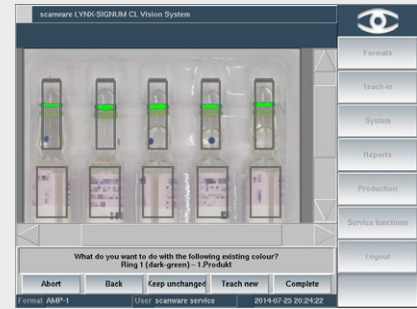 scanware LYNX-SIGNUM CL Vision System
Formats
Teach-in
System
Reports
Production
Service functions
Logout
What do you want to do with the following existing colour?
Ring 1 (dark-green) – 1.Produkt
Abort
Back
Keep unchanged
Teach new
Complete
Format AMP-1
User scanware service
2014-07-25 20:24:22